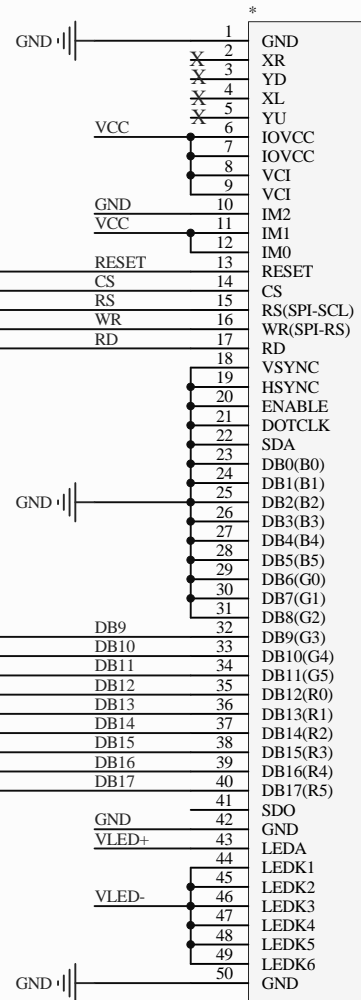 *
GND 1 GND
X 2 XR
X 3 YD
X 4 XL
X 5 YU
VCC 6 IOVCC
7 IOVCC
8 VCI
9 VCI
GND 10 IM2
VCC 11 IM1
12 IM0
RESET 13 RESET
CS 14 CS
RS 15 RS(SPI-SCL)
WR 16 WR(SPI-RS)
RD 17 RD
18 VSYNC
19 HSYNC
20 ENABLE
21 DOTCLK
22 SDA
23 DB0(B0)
24 DB1(B1)
GND 25 DB2(B2)
26 DB3(B3)
27 DB4(B4)
28 DB5(B5)
29 DB6(G0)
30 DB7(G1)
31 DB8(G2)
DB9 32 DB9(G3)
DB10 33 DB10(G4)
DB11 34 DB11(G5)
DB12 35 DB12(R0)
DB13 36 DB13(R1)
DB14 37 DB14(R2)
DB15 38 DB15(R3)
DB16 39 DB16(R4)
DB17 40 DB17(R5)
41 SDO
GND 42 GND
VLED+ 43 LEDA
44 LEDK1
45 LEDK2
VLED- 46 LEDK3
47 LEDK4
48 LEDK5
49 LEDK6
GND 50 GND